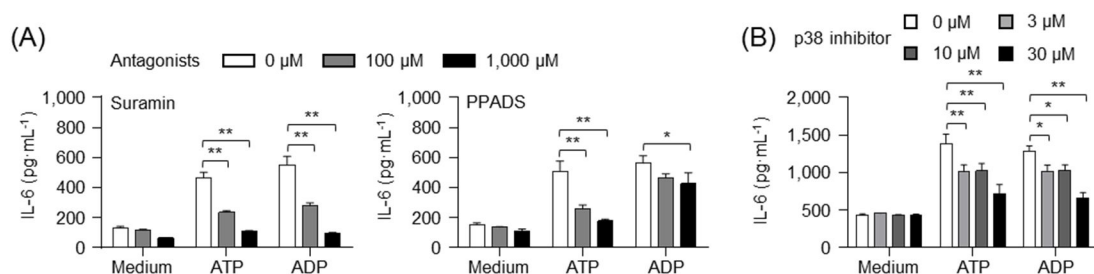 (A)
Antagonists 0 µM 100 µM 1,000 µM
Suramin
IL-6 (pg·mL⁻¹)
1,000
800
600
400
200
0
** ** ** **
Medium ATP ADP
PPADS
IL-6 (pg·mL⁻¹)
1,000
800
600
400
200
0
** ** *
Medium ATP ADP
(B)
p38 inhibitor
0 µM 3 µM
10 µM 30 µM
IL-6 (pg·mL⁻¹)
2,000
1,500
1,000
500
0
** ** ** ** * *
Medium ATP ADP